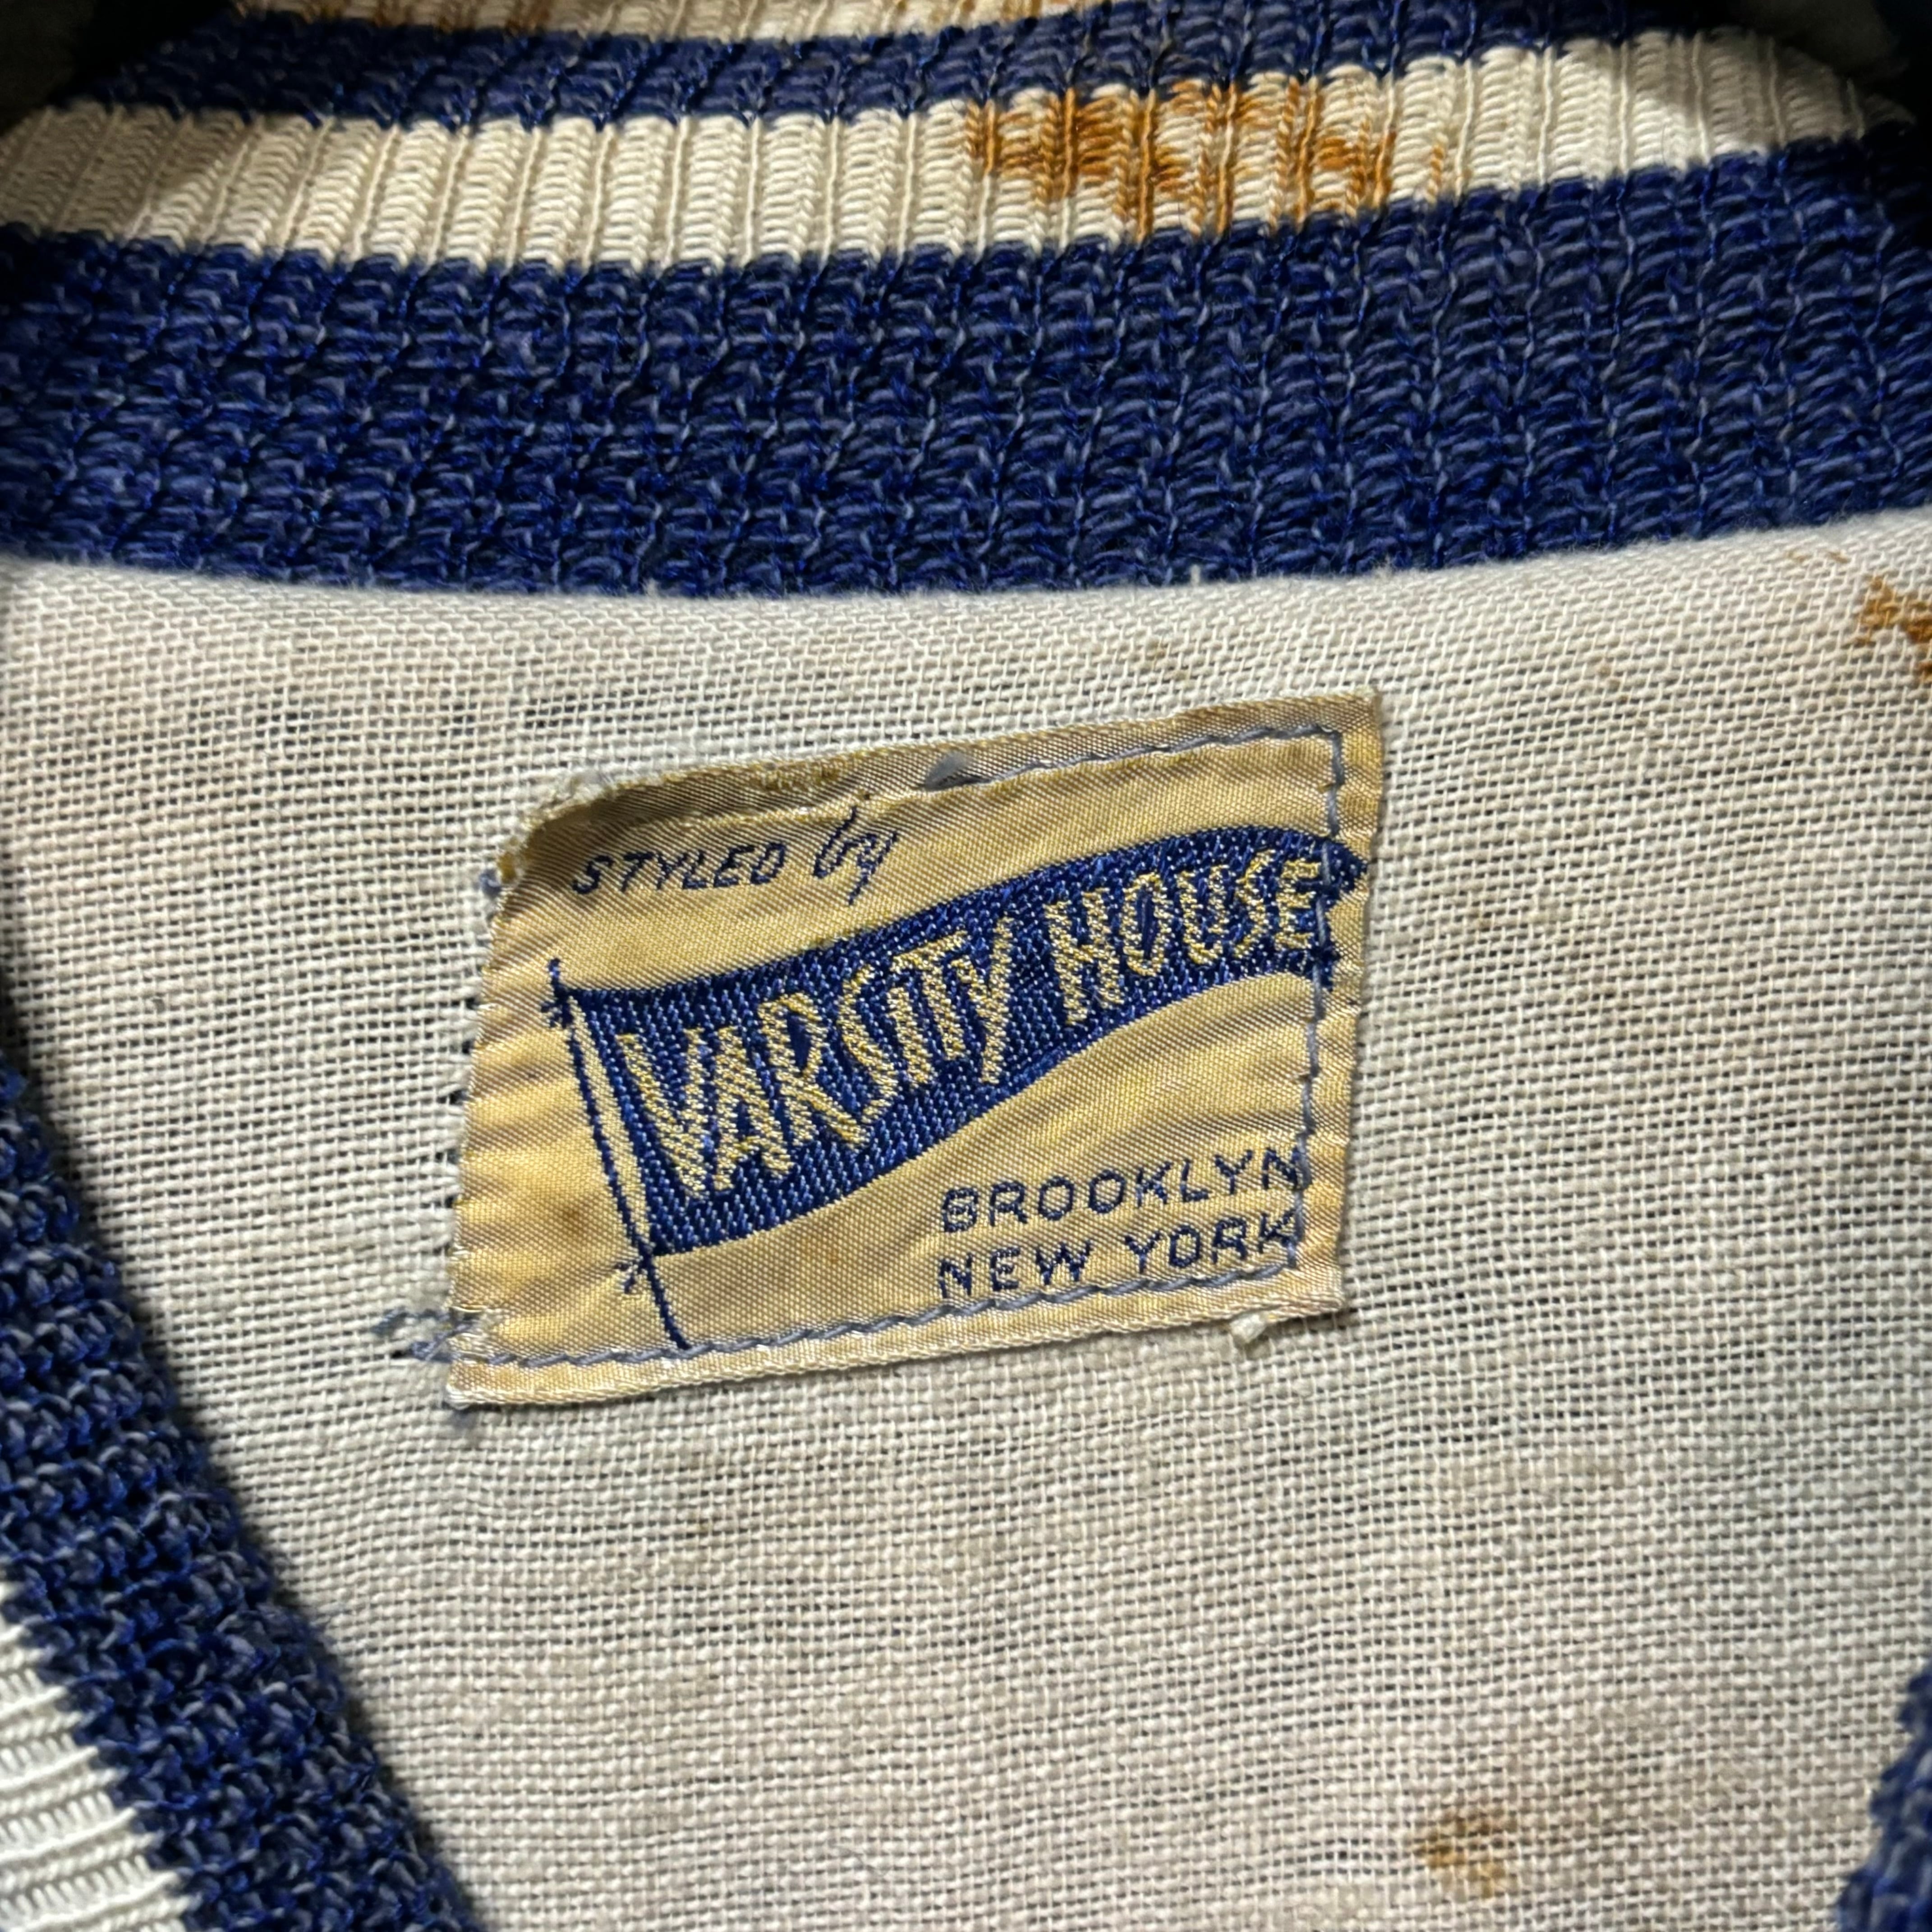 STYLED by
VARSITY HOUSE
BROOKLYN
NEW YORK